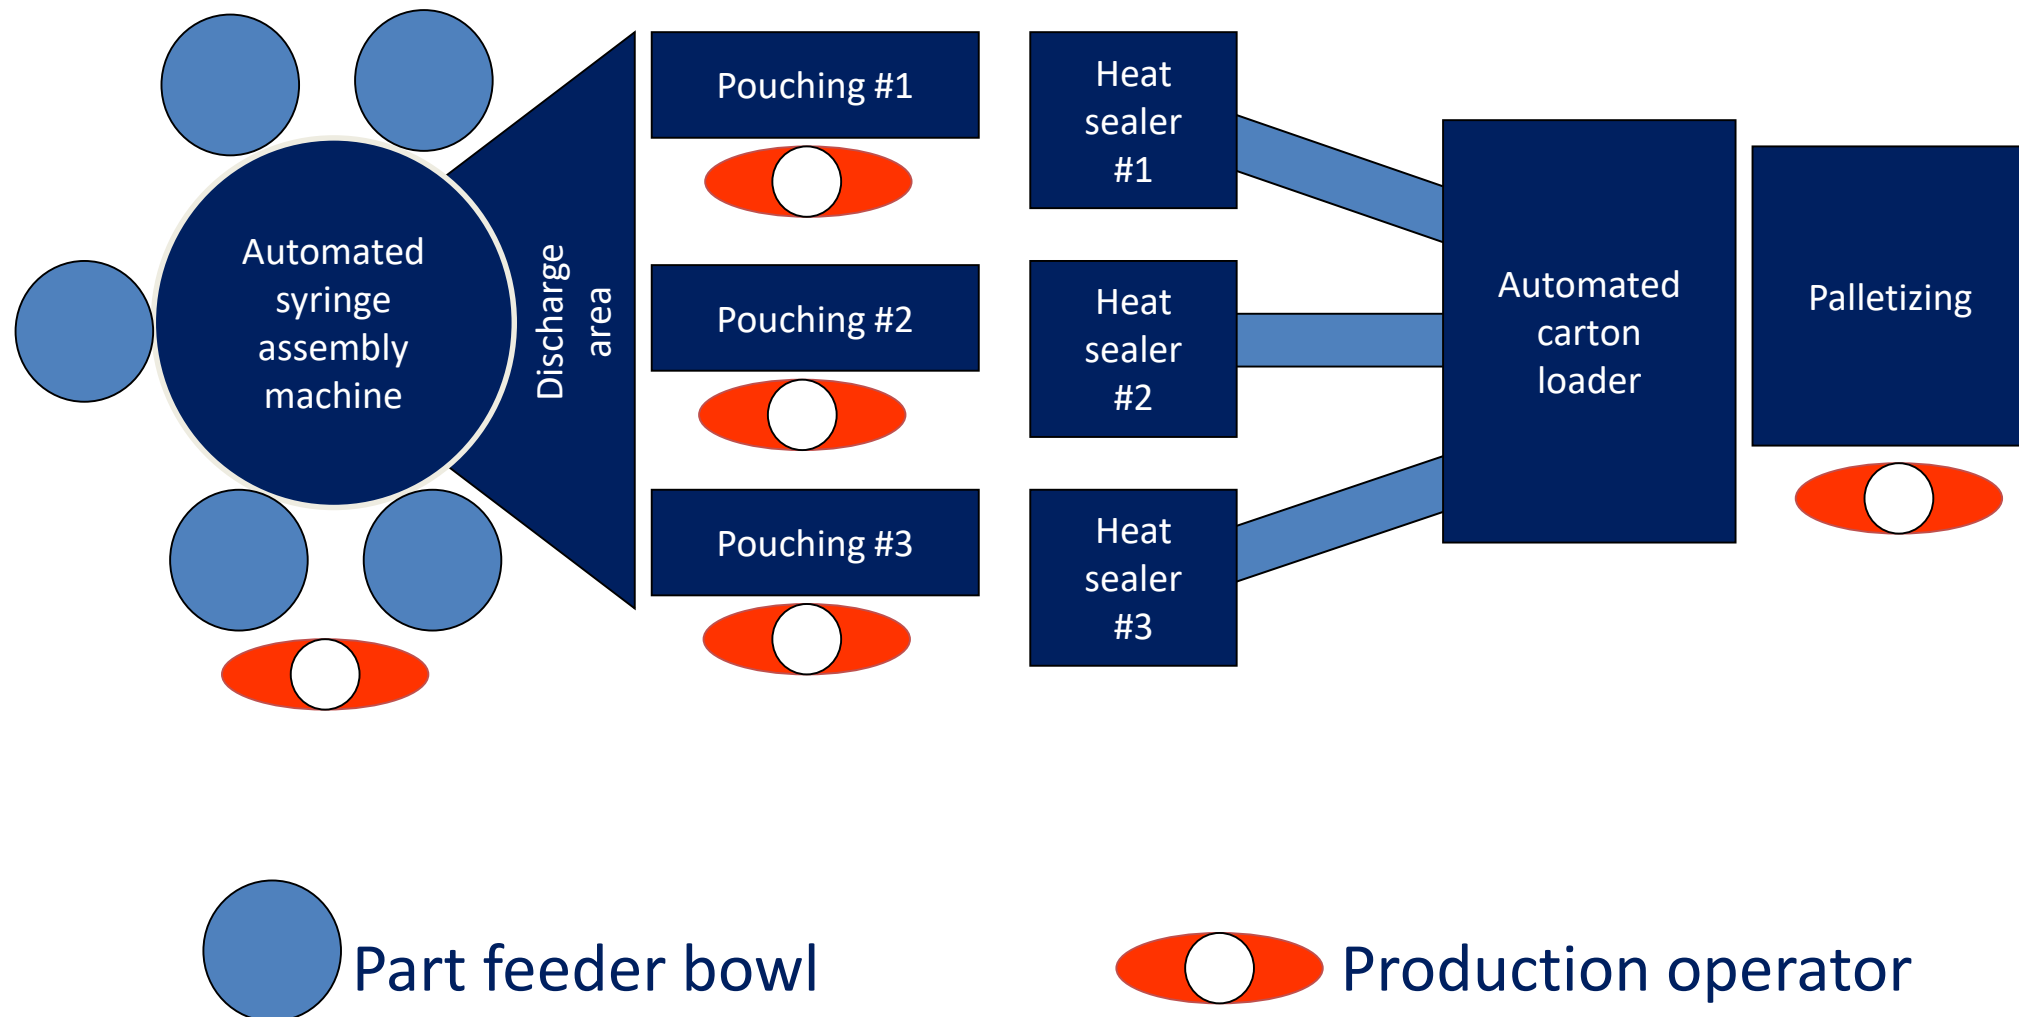 Automated
syringe
assembly
machine
Discharge
area
Pouching #1
Pouching #2
Pouching #3
Heat
sealer
#1
Heat
sealer
#2
Heat
sealer
#3
Automated
carton
loader
Palletizing
Part feeder bowl
Production operator